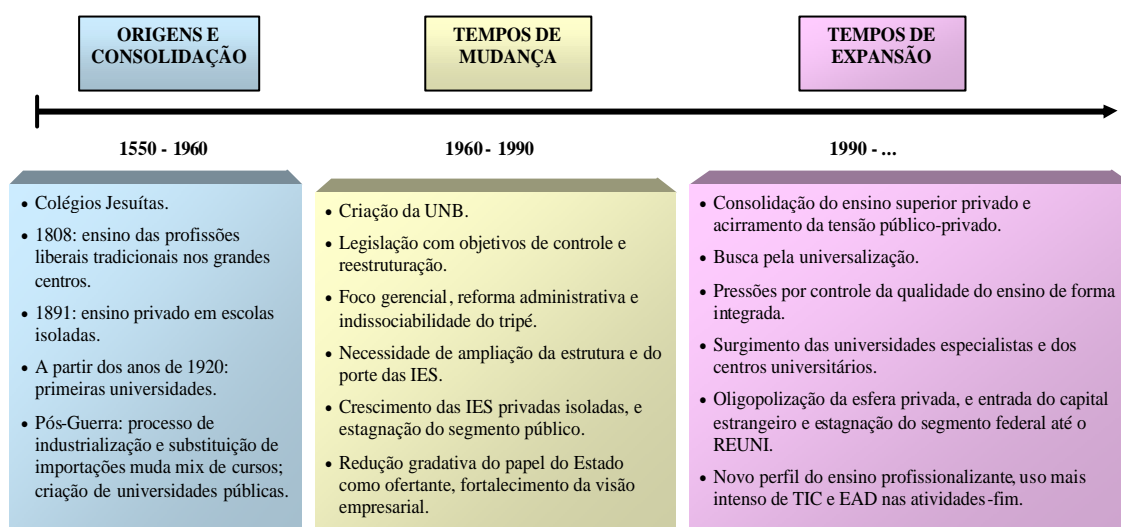 ORIGENS E
CONSOLIDAÇÃO
TEMPOS DE
MUDANÇA
TEMPOS DE
EXPANSÃO
1550 - 1960
1960 - 1990
1990 - ...
• Colégios Jesuítas.
• 1808: ensino das profissões
liberais tradicionais nos grandes
centros.
• 1891: ensino privado em escolas
isoladas.
• A partir dos anos de 1920:
primeiras universidades.
• Pós-Guerra: processo de
industrialização e substituição de
importações muda mix de cursos;
criação de universidades públicas.
• Criação da UNB.
• Legislação com objetivos de controle e
reestruturação.
• Foco gerencial, reforma administrativa e
indissociabilidade do tripé.
• Necessidade de ampliação da estrutura e do
porte das IES.
• Crescimento das IES privadas isoladas, e
estagnação do segmento público.
• Redução gradativa do papel do Estado
como ofertante, fortalecimento da visão
empresarial.
• Consolidação do ensino superior privado e
acirramento da tensão público-privado.
• Busca pela universalização.
• Pressões por controle da qualidade do ensino de forma
integrada.
• Surgimento das universidades especialistas e dos
centros universitários.
• Oligopolização da esfera privada, e entrada do capital
estrangeiro e estagnação do segmento federal até o
REUNI.
• Novo perfil do ensino profissionalizante, uso mais
intenso de TIC e EAD nas atividades-fim.